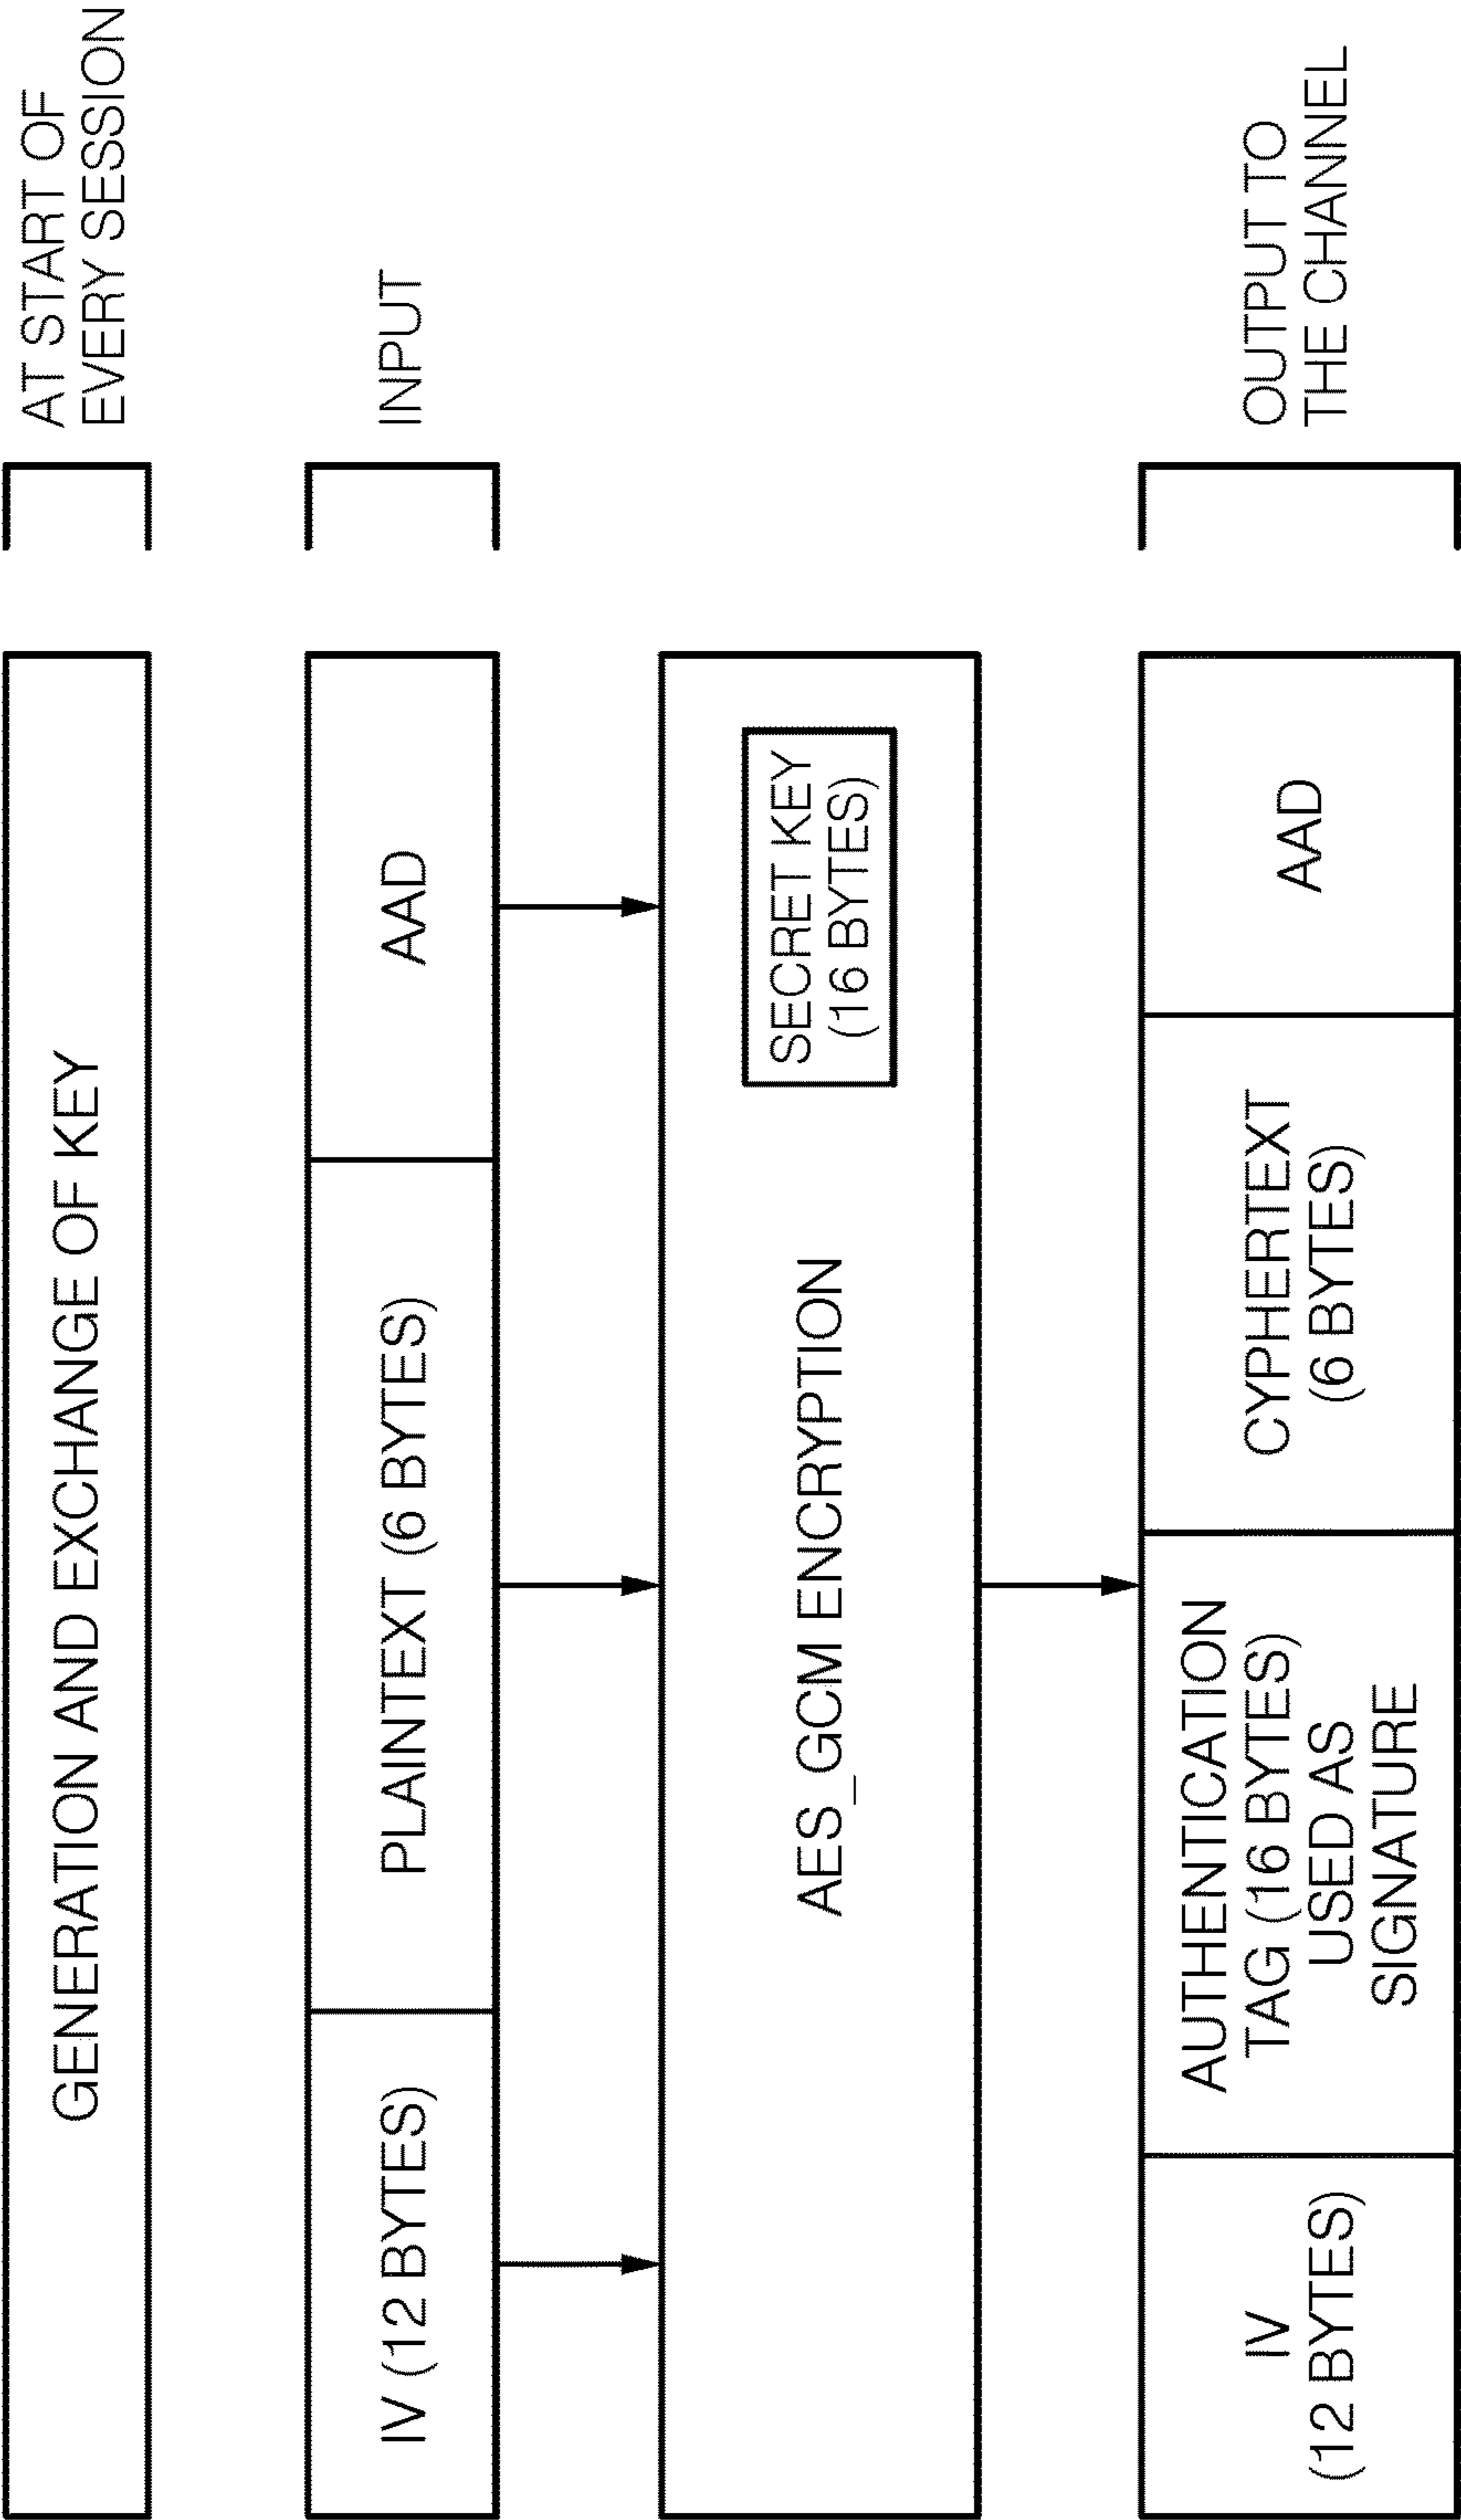 GENERATION AND EXCHANGE OF KEY
AT START OF
EVERY SESSION
IV (12 BYTES)
PLAINTEXT (6 BYTES)
AAD
INPUT
AES_GCM ENCRYPTION
SECRET KEY
(16 BYTES)
IV
(12 BYTES)
AUTHENTICATION
TAG (16 BYTES)
USED AS
SIGNATURE
CYPHERTEXT
(6 BYTES)
AAD
OUTPUT TO
THE CHANNEL